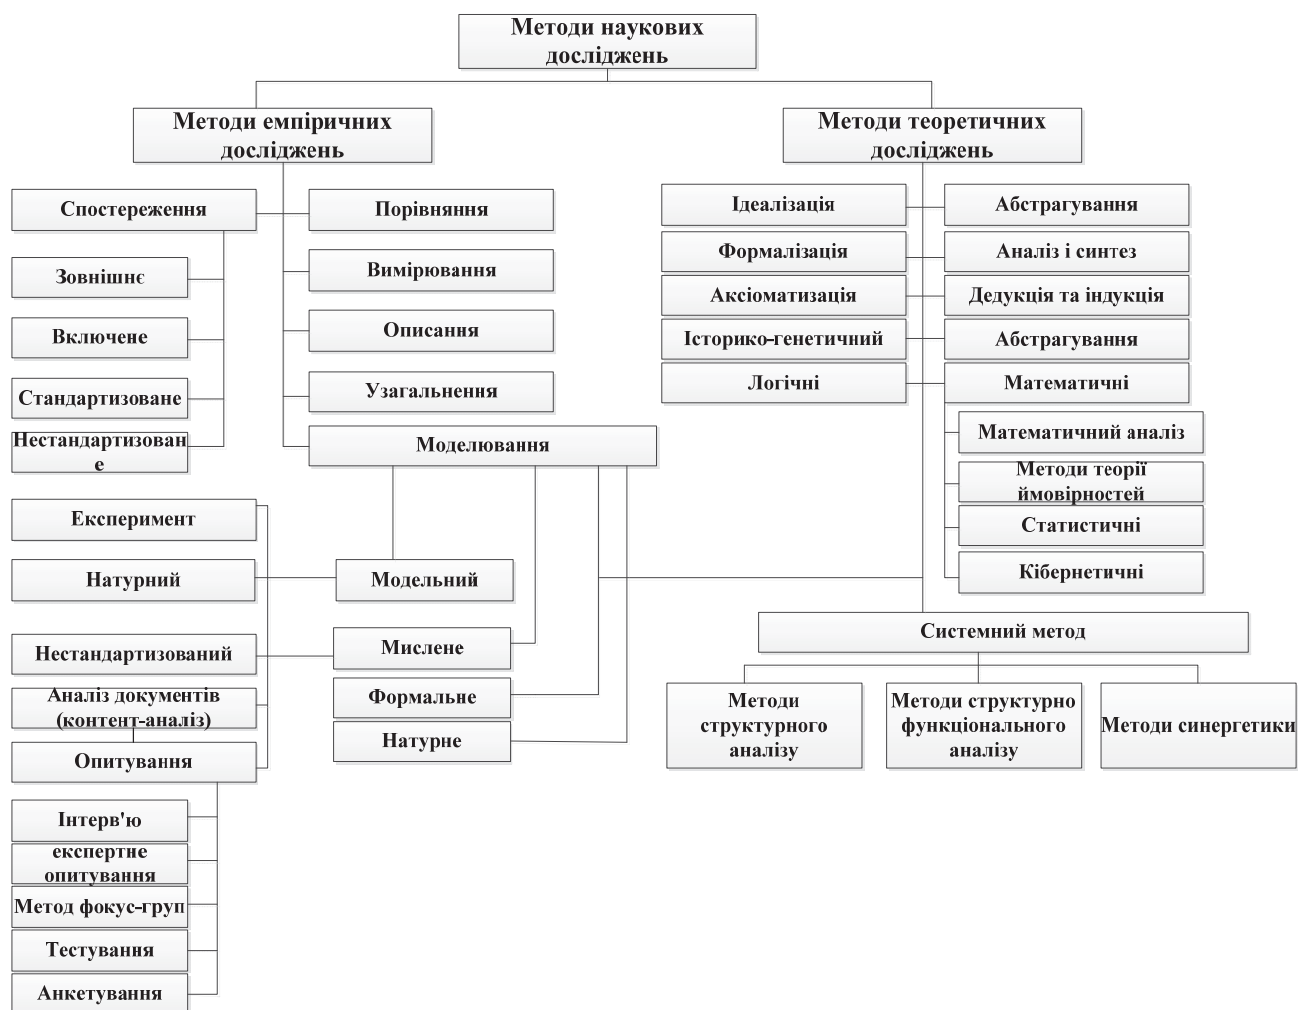 Методи наукових
досліджень
Методи емпіричних
досліджень
Методи теоретичних
досліджень
Спостереження
Порівняння
Зовнішнє
Вимірювання
Включене
Описання
Стандартизоване
Узагальнення
Нестандартизован
е
Моделювання
Експеримент
Натурний
Модельний
Нестандартизований
Мислене
Аналіз документів
(контент-аналіз)
Формальне
Опитування
Натурне
Інтерв'ю
експертне
опитування
Метод фокус-груп
Тестування
Анкетування
Ідеалізація
Абстрагування
Формалізація
Аналіз і синтез
Аксіоматизація
Дедукція та індукція
Історико-генетичний
Абстрагування
Логічні
Математичні
Математичний аналіз
Методи теорії
ймовірностей
Статистичні
Кібернетичні
Системний метод
Методи
структурного
аналізу
Методи структурно
функціонального
аналізу
Методи синергетики